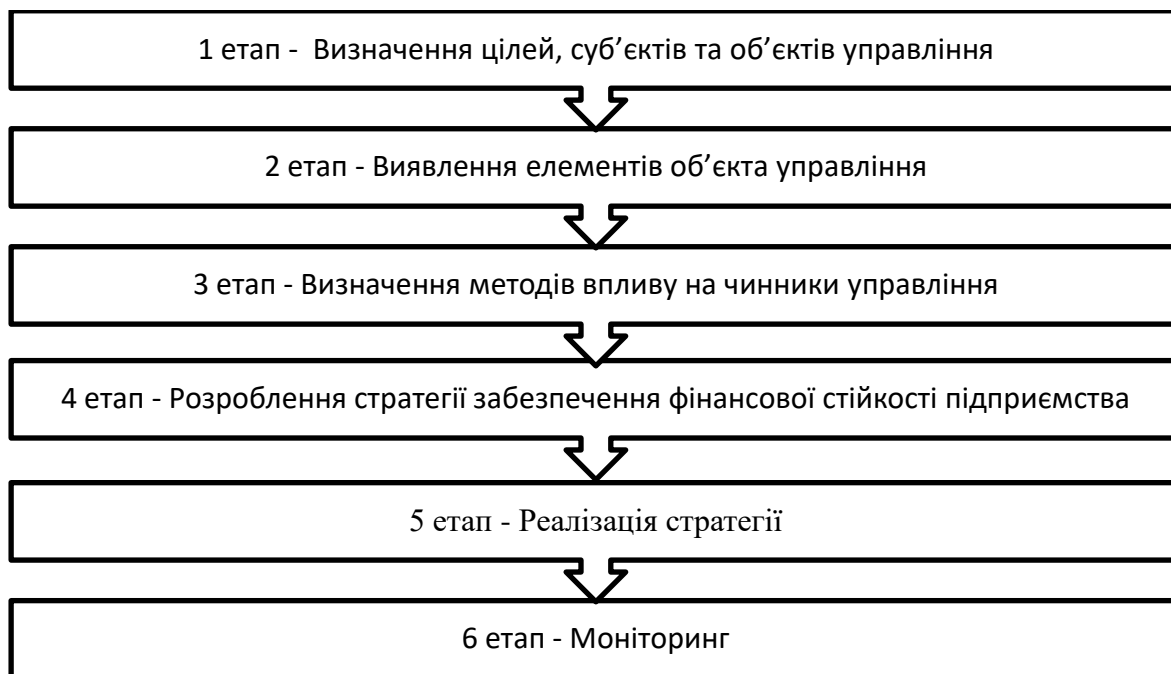 1 етап - Визначення цілей, суб’єктів та об’єктів управління
2 етап - Виявлення елементів об’єкта управління
3 етап - Визначення методів впливу на чинники управління
4 етап - Розроблення стратегії забезпечення фінансової стійкості підприємства
5 етап - Реалізація стратегії
6 етап - Моніторинг